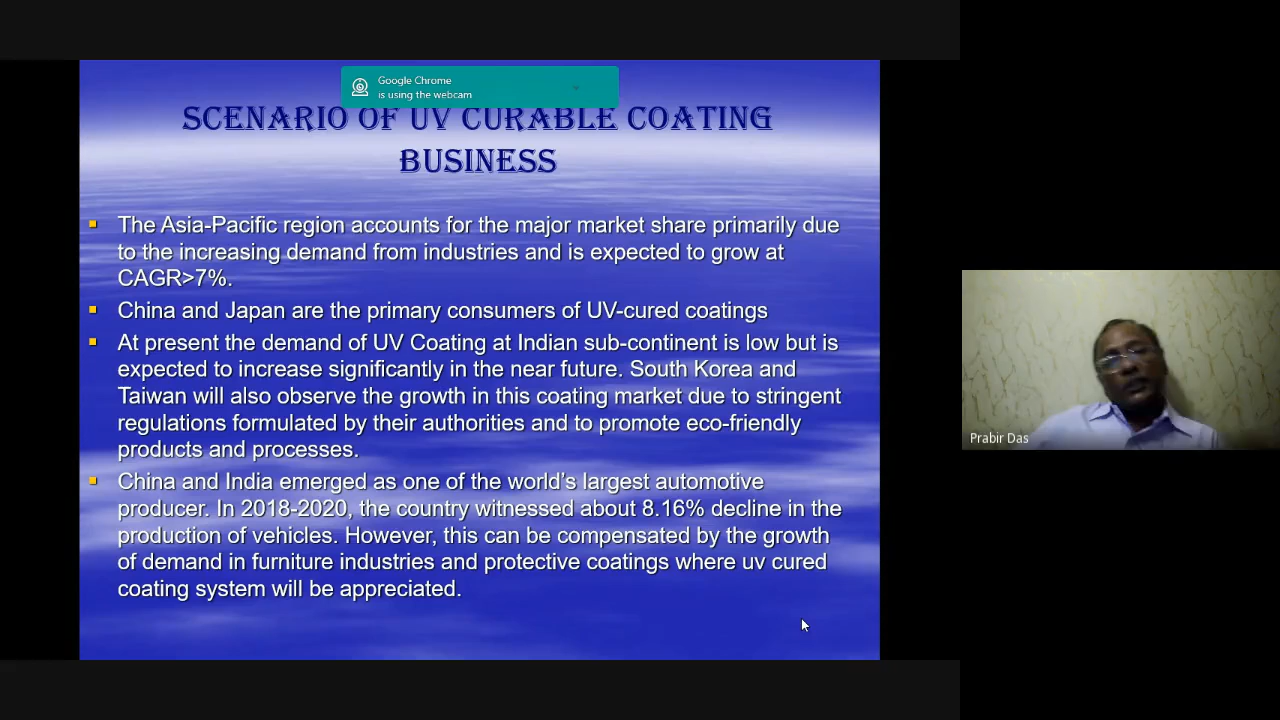 Google Chrome
is using the webcam
SCENARIO OF UV CURABLE COATING
BUSINESS
The Asia-Pacific region accounts for the major market share primarily due
to the increasing demand from industries and is expected to grow at
CAGR>7%.
China and Japan are the primary consumers of UV-cured coatings
At present the demand of UV Coating at Indian sub-continent is low but is
expected to increase significantly in the near future. South Korea and
Taiwan will also observe the growth in this coating market due to stringent
regulations formulated by their authorities and to promote eco-friendly
products and processes.
China and India emerged as one of the world's largest automotive
producer. In 2018-2020, the country witnessed about 8.16% decline in the
production of vehicles. However, this can be compensated by the growth
of demand in furniture industries and protective coatings where uv cured
coating system will be appreciated.
Prabir Das